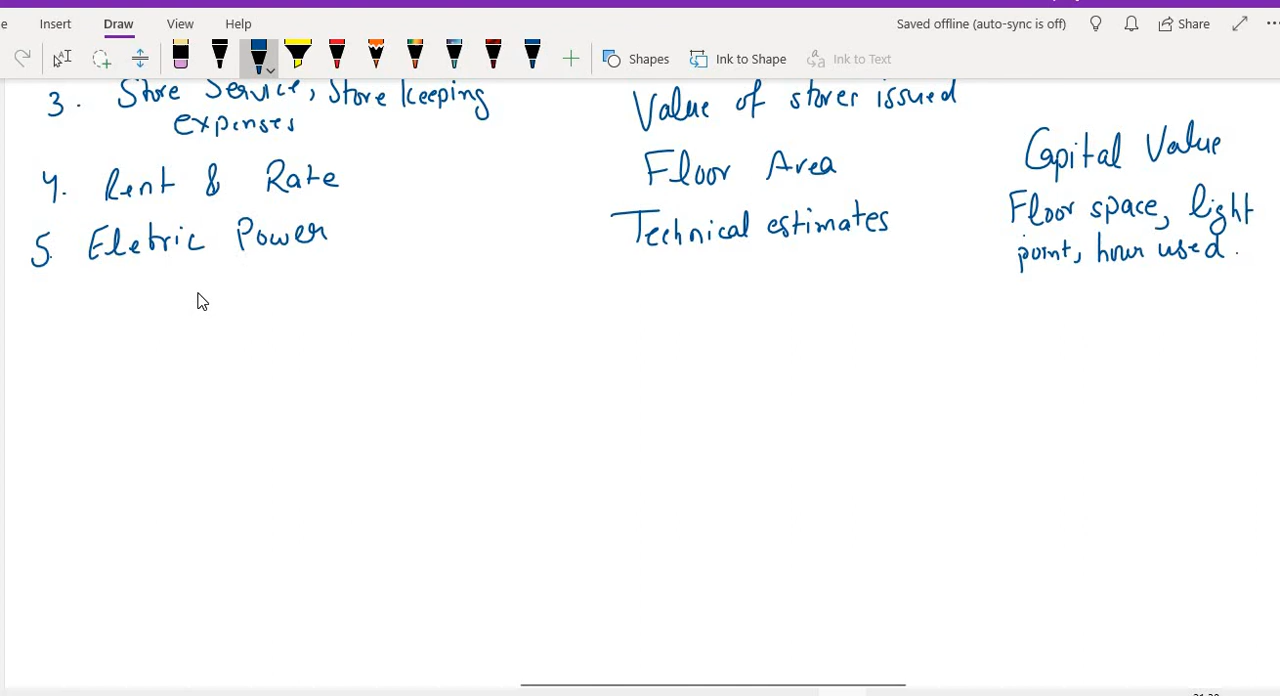 Insert Draw View Help Saved offline (auto-sync is off) Share
Shapes Ink to Shape Ink to Text
3. Store Service, Store keeping Value of stores issued
expenses
Capital Value
4. Rent & Rate Floor Area
5. Eletric Power Technical estimates Floor space, light
point, hour used.